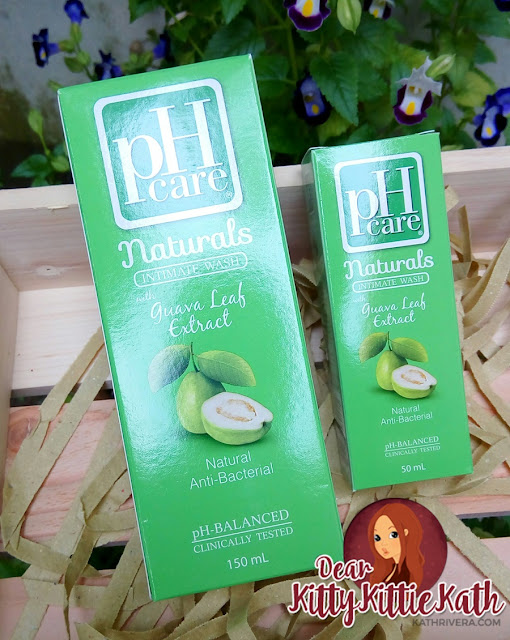 pH
care®
Naturals
INTIMATE WASH
with Guava Leaf
Extract
Natural
Anti-Bacterial
pH-BALANCED
CLINICALLY TESTED
150 mL
pH
care®
Naturals
INTIMATE WASH
with Guava Leaf
Extract
Natural
Anti-Bacterial
pH-BALANCED
CLINICALLY TESTED
50 mL
Dear
KittyKittieKath
KATHRIVERA.COM